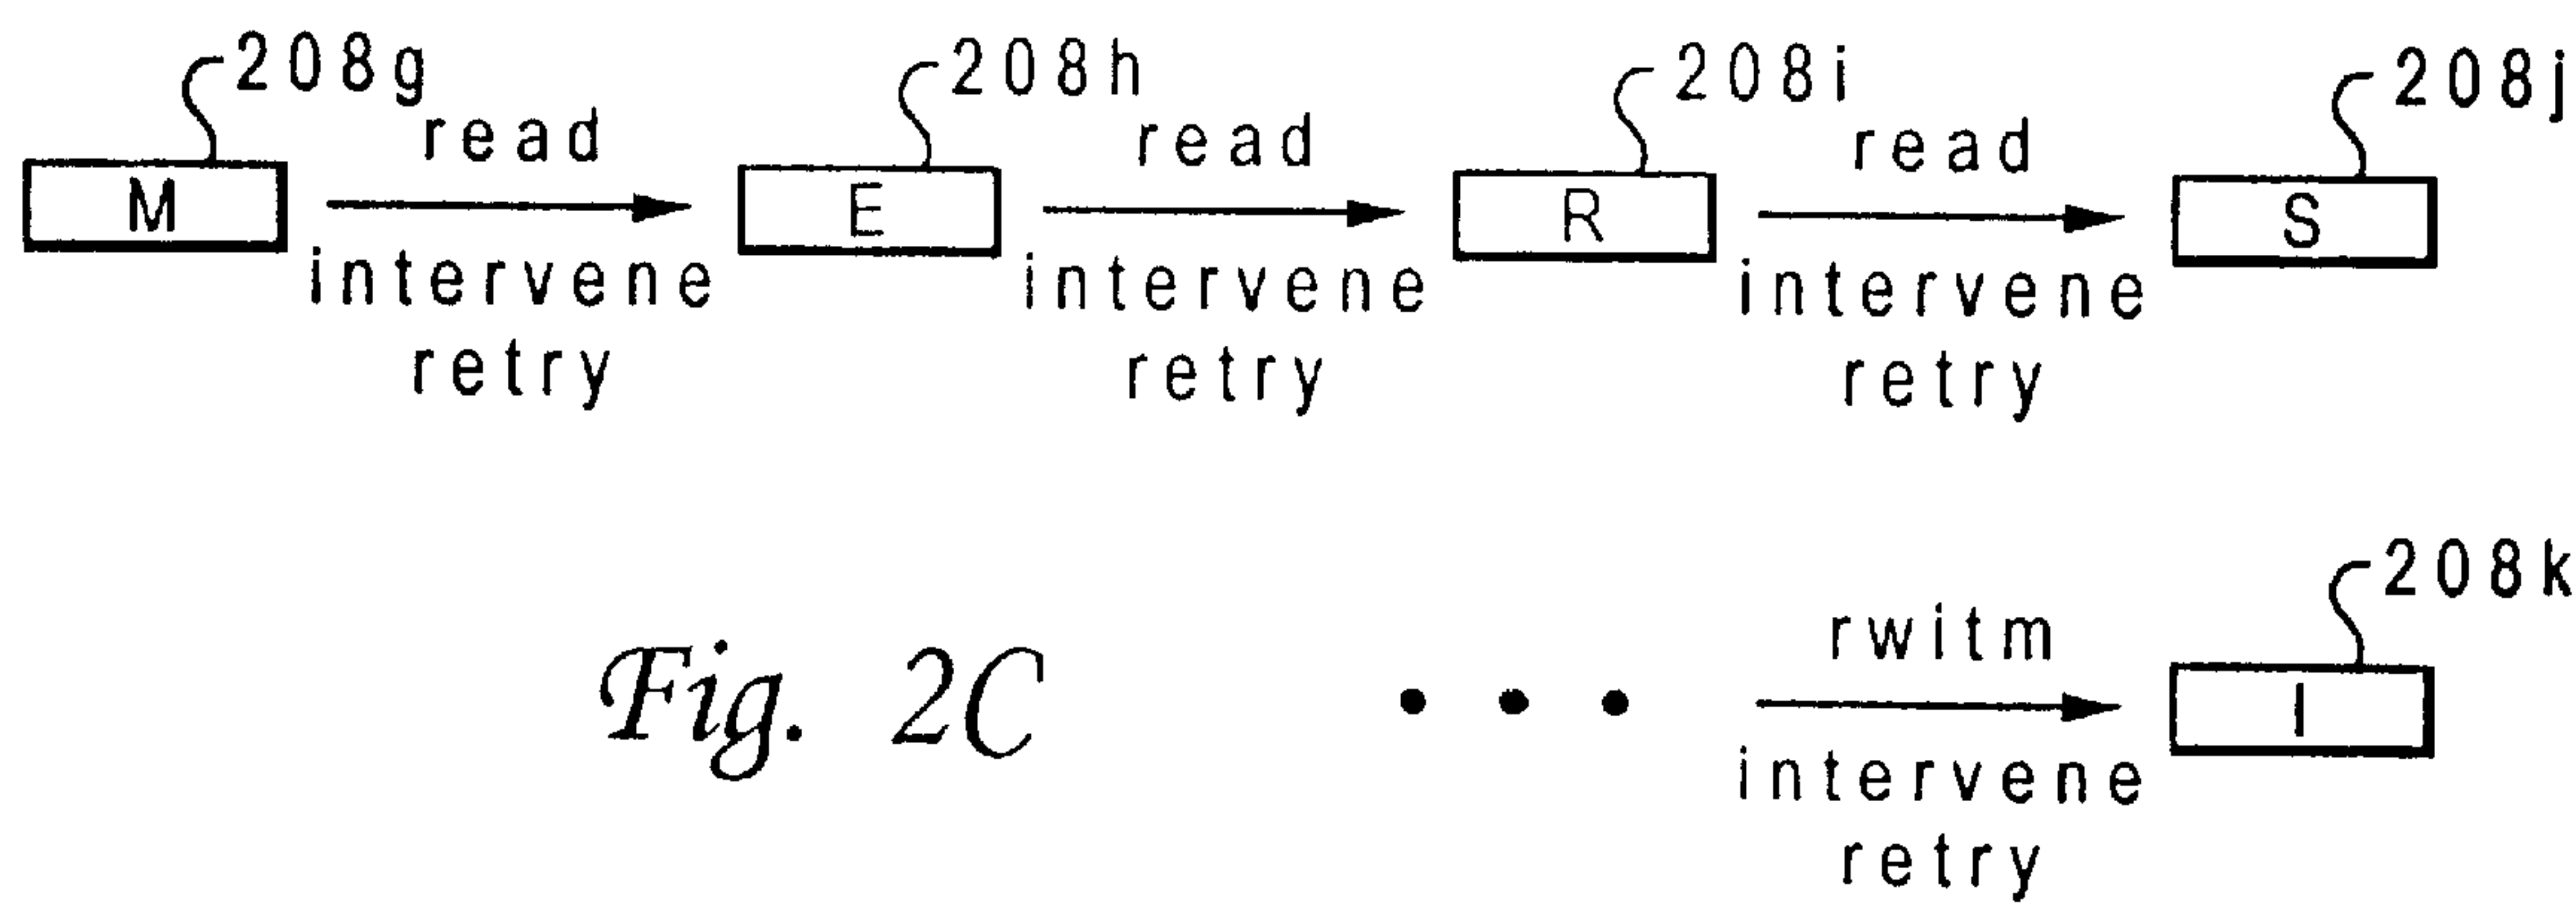 208g 208h 208i 208j
read read read
M E R S
intervene intervene intervene
retry retry retry
208k
rwitm
Fig. 2C • • • I
intervene
retry